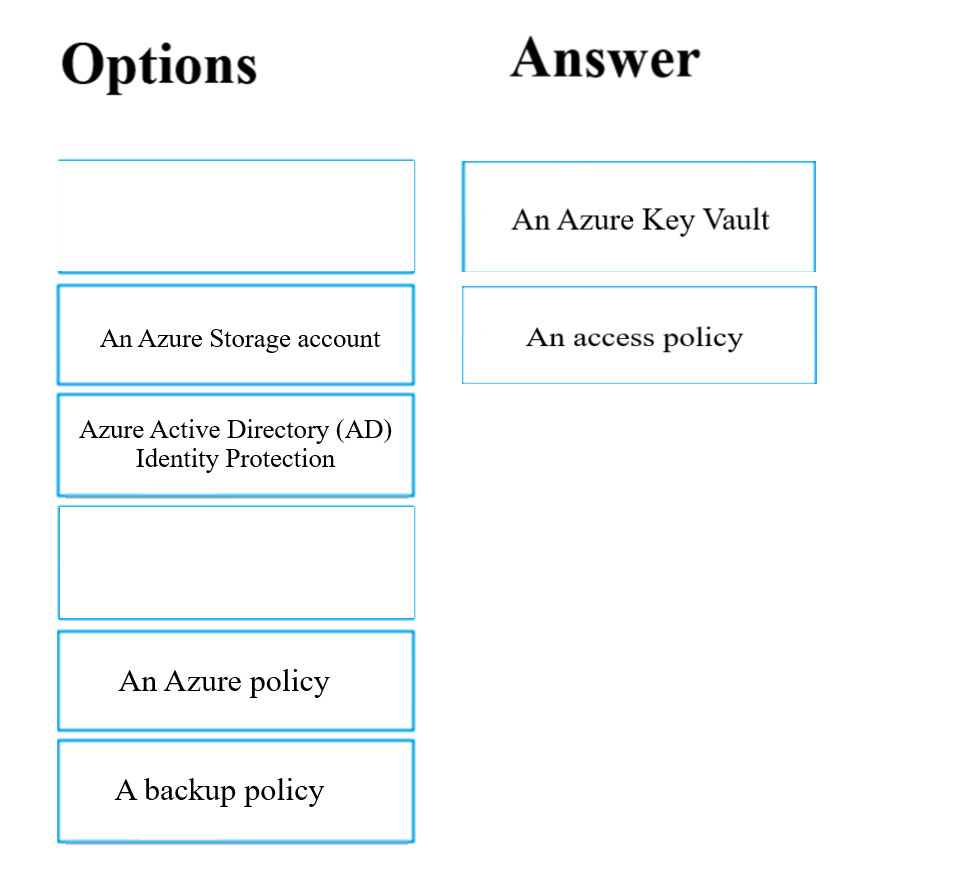 Options
Answer
An Azure Key Vault
An Azure Storage account
An access policy
Azure Active Directory (AD)
Identity Protection
An Azure policy
A backup policy